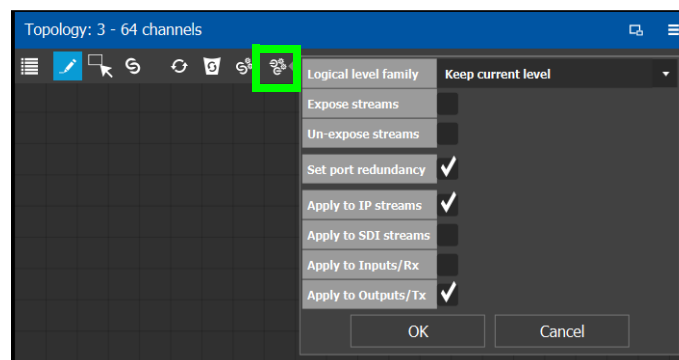 Topology: 3 - 64 channels
Logical level family Keep current level
Expose streams
Un-expose streams
Set port redundancy
Apply to IP streams
Apply to SDI streams
Apply to Inputs/Rx
Apply to Outputs/Tx
OK Cancel